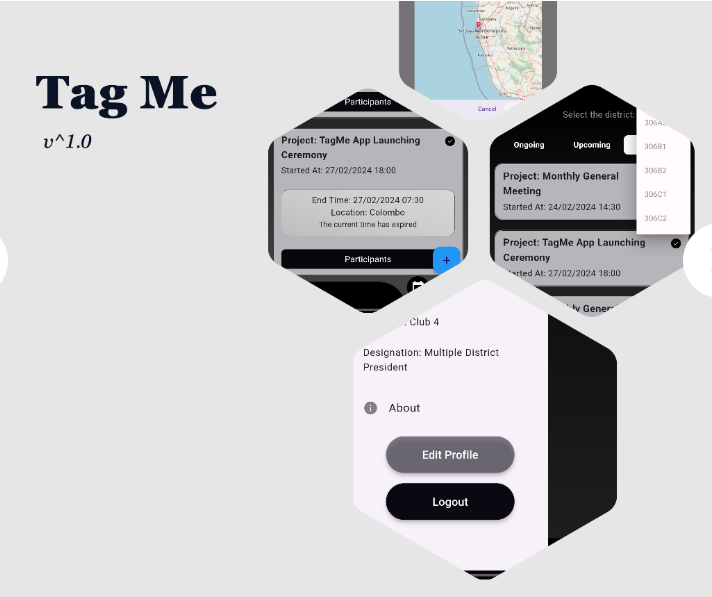 Tag Me
v^1.0
Cancel
Participants
Project: TagMe App Launching
Ceremony
Started At: 27/02/2024 18:00
End Time: 27/02/2024 07:30
Location: Colombo
The current time has expired
Participants
+
Select the district:
Ongoing
Upcoming
306B1
306B2
306C1
306C2
Project: Monthly General
Meeting
Started At: 24/02/2024 14:30
Project: TagMe App Launching
Ceremony
Started At: 27/02/2024 18:00
Club 4
Designation: Multiple District
President
About
Edit Profile
Logout